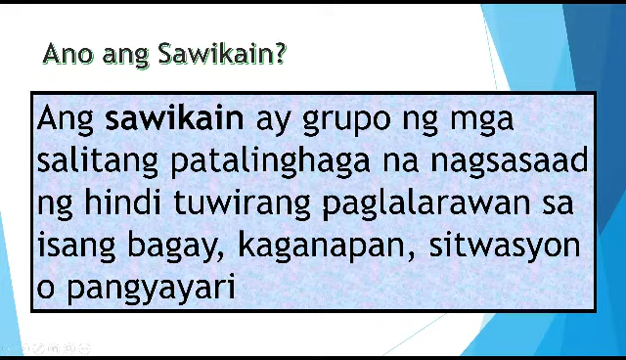 Ano ang Sawikain?
Ang sawikain ay grupo ng mga
salitang patalinghaga na nagsasaad
ng hindi tuwirang paglalarawan sa
isang bagay, kaganapan, sitwasyon
o pangyayari